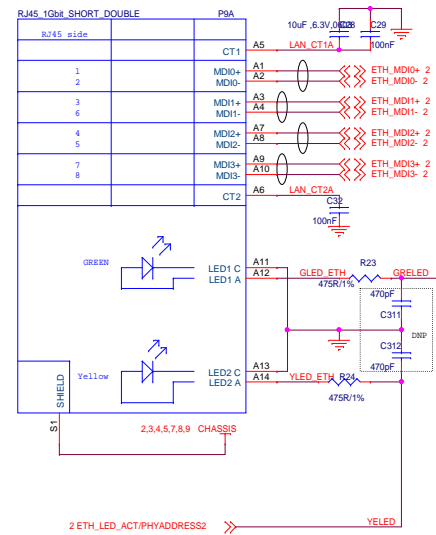 RJ45_1Gbit_SHORT_DOUBLE P9A
RJ45 side
10uF ,6.3V,0603 C29
100nF
CT1 A5 LAN_CT1A
1 MDI0+ A1 ETH_MDI0+ 2
2 MDI0- A2 ETH_MDI0- 2
3 MDI1+ A3 ETH_MDI1+ 2
6 MDI1- A4 ETH_MDI1- 2
4 MDI2+ A7 ETH_MDI2+ 2
5 MDI2- A8 ETH_MDI2- 2
7 MDI3+ A9 ETH_MDI3+ 2
8 MDI3- A10 ETH_MDI3- 2
CT2 A6 LAN_CT2A
C32
100nF
GREEN LED1 C A11
LED1 A A12 GLED_ETH R23 GRELED
475R/1%
470pF
C311
DNP
C312
470pF
Yellow LED2 C A13
LED2 A A14 YLED_ETH R24
475R/1%
SHIELD
S1
2,3,4,5,7,8,9 CHASSIS
YELED
2 ETH_LED_ACT/PHYADDRESS2